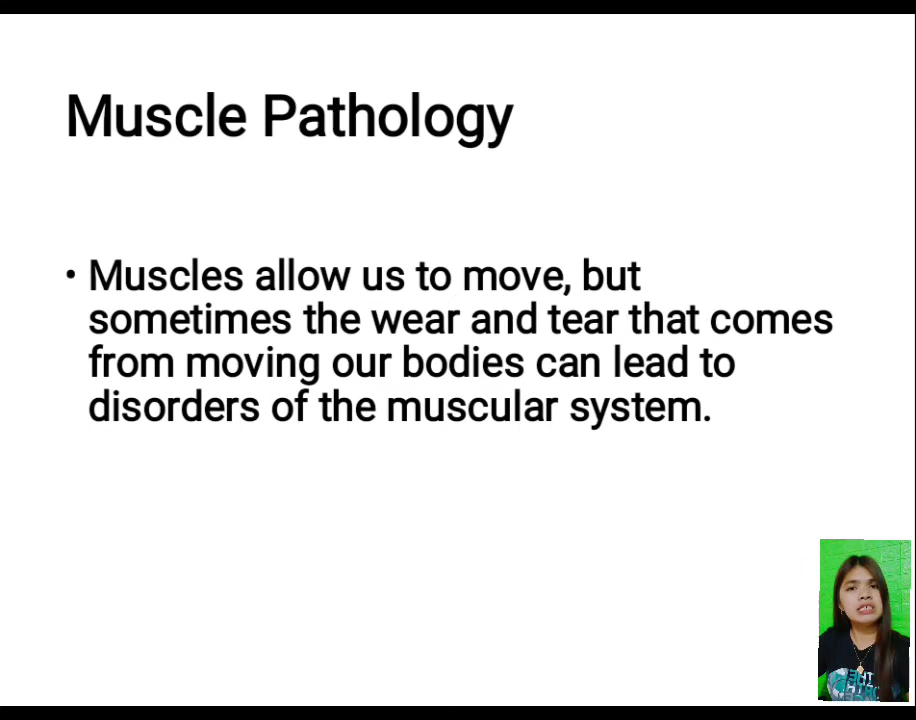 Muscle Pathology
• Muscles allow us to move, but
sometimes the wear and tear that comes
from moving our bodies can lead to
disorders of the muscular system.